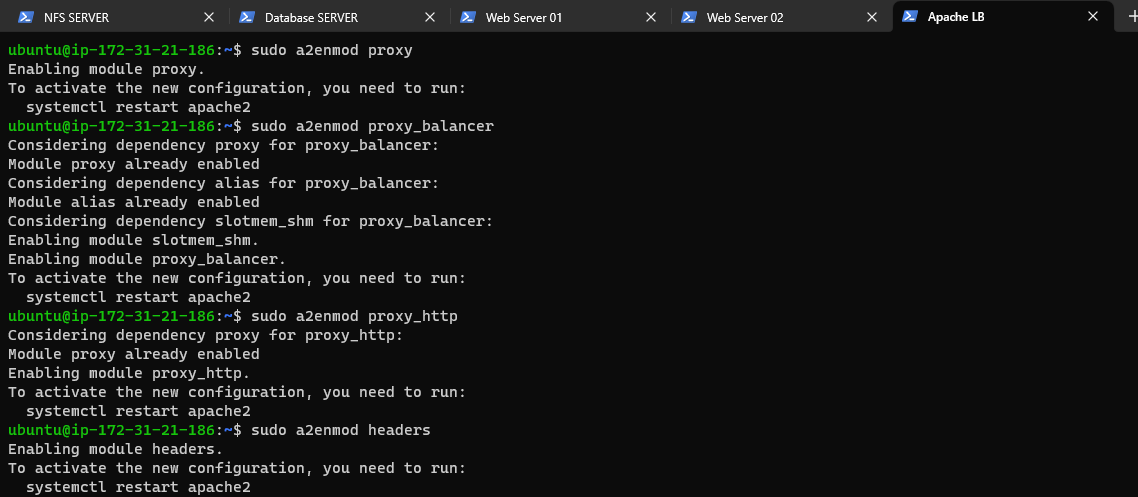 NFS SERVER
Database SERVER
Web Server 01
Web Server 02
Apache LB
ubuntu@ip-172-31-21-186:~$ sudo a2enmod proxy
Enabling module proxy.
To activate the new configuration, you need to run:
  systemctl restart apache2
ubuntu@ip-172-31-21-186:~$ sudo a2enmod proxy_balancer
Considering dependency proxy for proxy_balancer:
Module proxy already enabled
Considering dependency alias for proxy_balancer:
Module alias already enabled
Considering dependency slotmem_shm for proxy_balancer:
Enabling module slotmem_shm.
Enabling module proxy_balancer.
To activate the new configuration, you need to run:
  systemctl restart apache2
ubuntu@ip-172-31-21-186:~$ sudo a2enmod proxy_http
Considering dependency proxy for proxy_http:
Module proxy already enabled
Enabling module proxy_http.
To activate the new configuration, you need to run:
  systemctl restart apache2
ubuntu@ip-172-31-21-186:~$ sudo a2enmod headers
Enabling module headers.
To activate the new configuration, you need to run:
  systemctl restart apache2